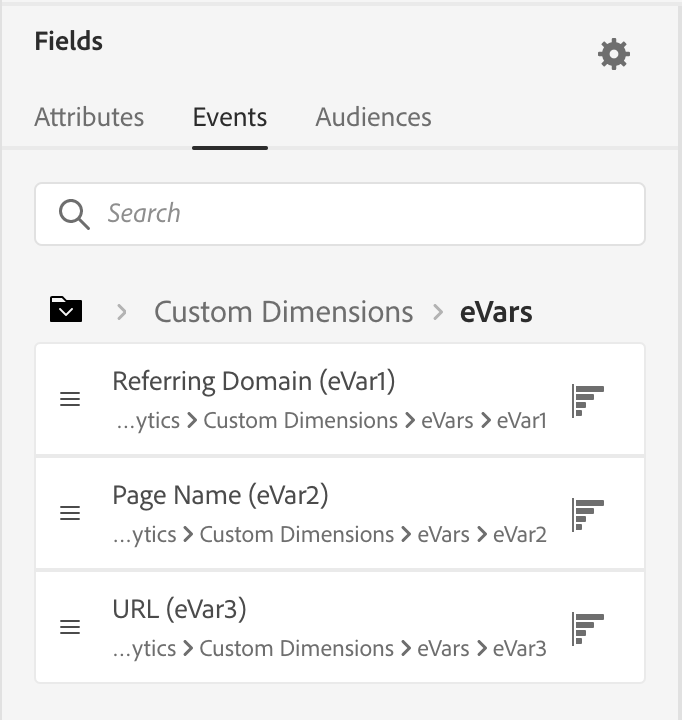 Fields
Attributes Events Audiences
Search
> Custom Dimensions > eVars
Referring Domain (eVar1)
...ytics > Custom Dimensions > eVars > eVar1
Page Name (eVar2)
...ytics > Custom Dimensions > eVars > eVar2
URL (eVar3)
...ytics > Custom Dimensions > eVars > eVar3